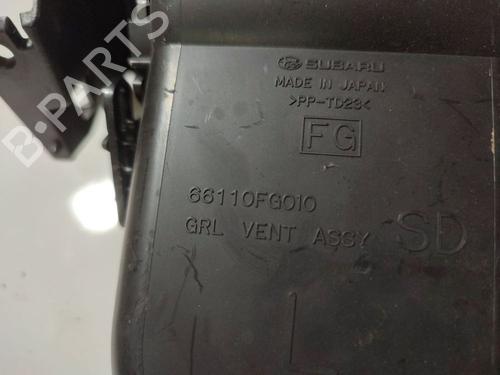 SUBARU
MADE IN JAPAN
>PP-TD23<
FG
66110FG010
GRL VENT ASSY SD
B-PARTS